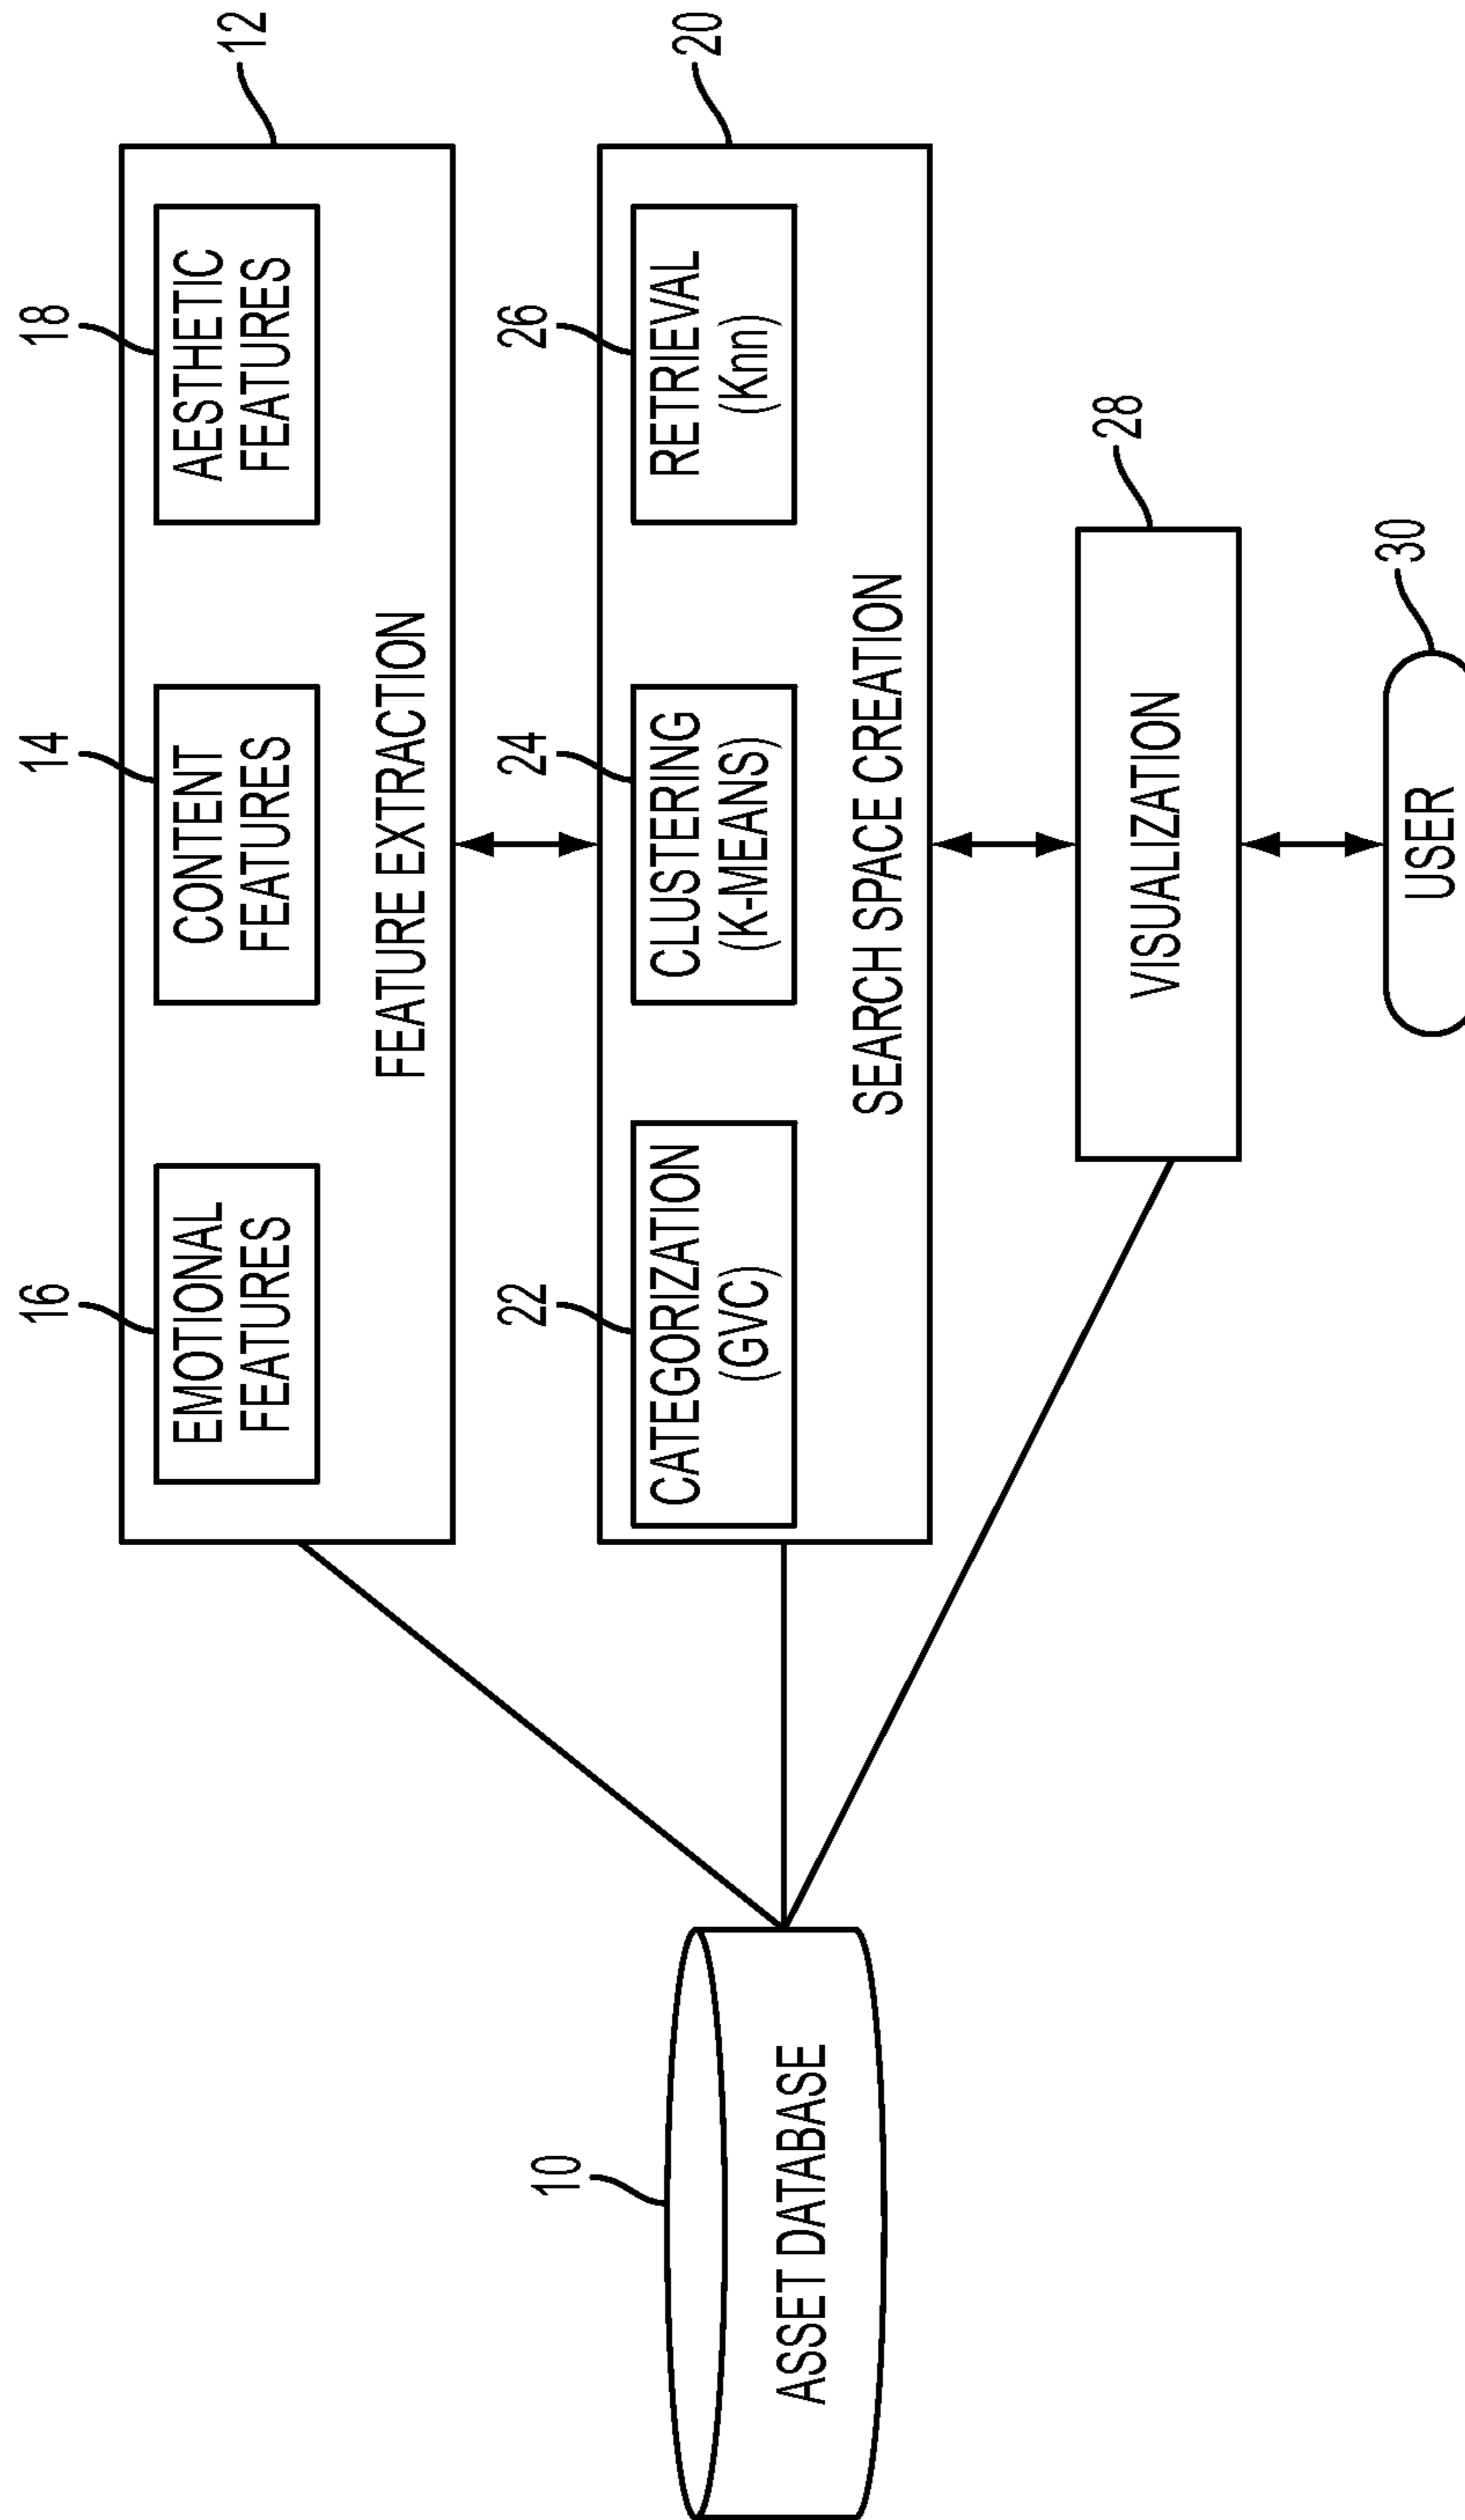 12
16
14
18
EMOTIONAL
FEATURES
CONTENT
FEATURES
AESTHETIC
FEATURES
FEATURE EXTRACTION
20
22
24
26
CATEGORIZATION
(GVC)
CLUSTERING
(K-MEANS)
RETRIEVAL
(Knn)
SEARCH SPACE CREATION
10
ASSET DATABASE
28
VISUALIZATION
30
USER